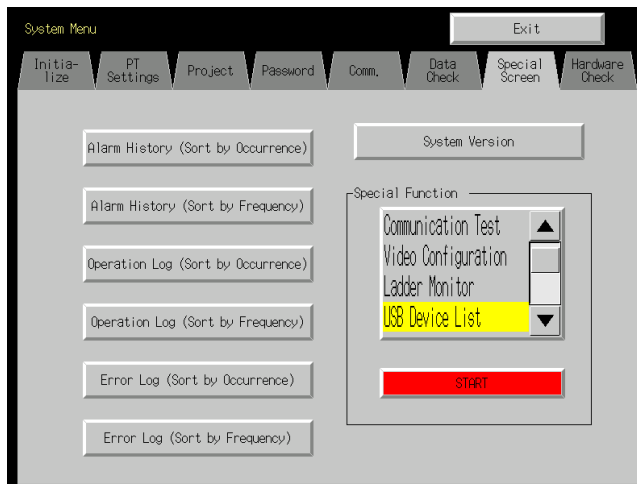 System Menu
Exit
Initia-
lize
PT
Settings
Project
Password
Comm.
Data
Check
Special
Screen
Hardware
Check
Alarm History (Sort by Occurrence)
Alarm History (Sort by Frequency)
Operation Log (Sort by Occurrence)
Operation Log (Sort by Frequency)
Error Log (Sort by Occurrence)
Error Log (Sort by Frequency)
System Version
Special Function
Communication Test
Video Configuration
Ladder Monitor
USB Device List
START